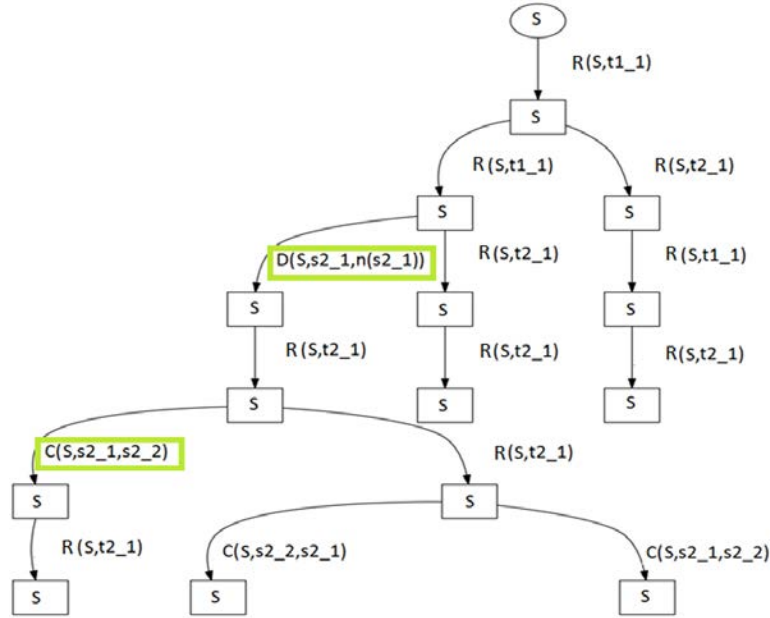 S
R(S,t1_1)
S
R(S,t1_1)
R(S,t2_1)
S
S
D(S,s2_1,n(s2_1))
R(S,t2_1)
R(S,t1_1)
S
S
S
R(S,t2_1)
R(S,t2_1)
R(S,t2_1)
S
S
S
C(S,s2_1,s2_2)
R(S,t2_1)
S
S
R(S,t2_1)
C(S,s2_2,s2_1)
C(S,s2_1,s2_2)
S
S
S